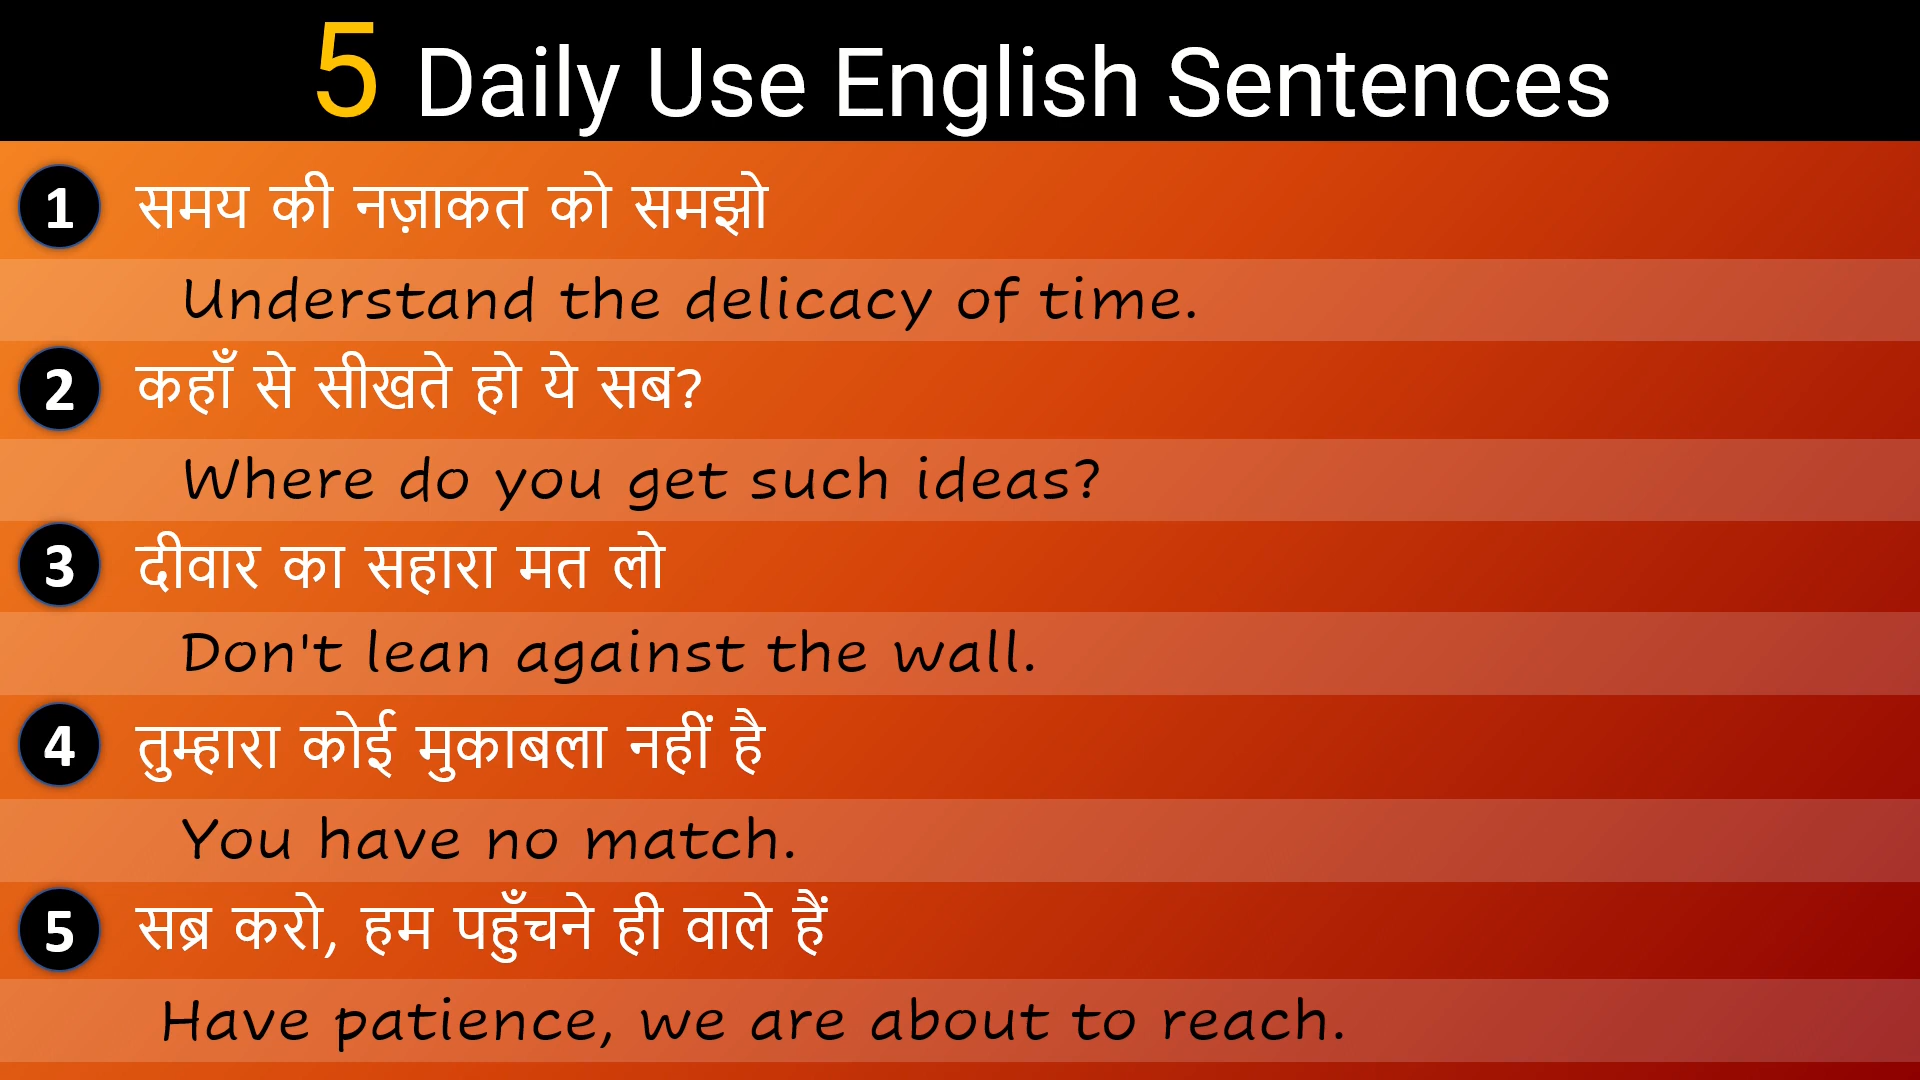 5 Daily Use English Sentences
1 समय की नज़ाकत को समझो
Understand the delicacy of time.
2 कहाँ से सीखते हो ये सब?
Where do you get such ideas?
3 दीवार का सहारा मत लो
Don't lean against the wall.
4 तुम्हारा कोई मुकाबला नहीं है
You have no match.
5 सब्र करो, हम पहुँचने ही वाले हैं
Have patience, we are about to reach.